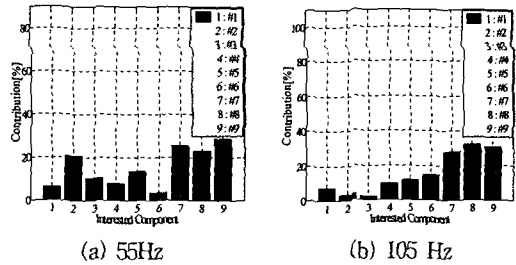 80
60
40
20
0
Contribution[%]
1 2 3 4 5 6 7 8 9
Interested Component
1 : #1
2 : #2
3 : #3
4 : #4
5 : #5
6 : #6
7 : #7
8 : #8
9 : #9
(a) 55Hz
100
80
60
40
20
0
Contribution[%]
1 2 3 4 5 6 7 8 9
Interested Component
1 : #1
2 : #2
3 : #3
4 : #4
5 : #5
6 : #6
7 : #7
8 : #8
9 : #9
(b) 105 Hz